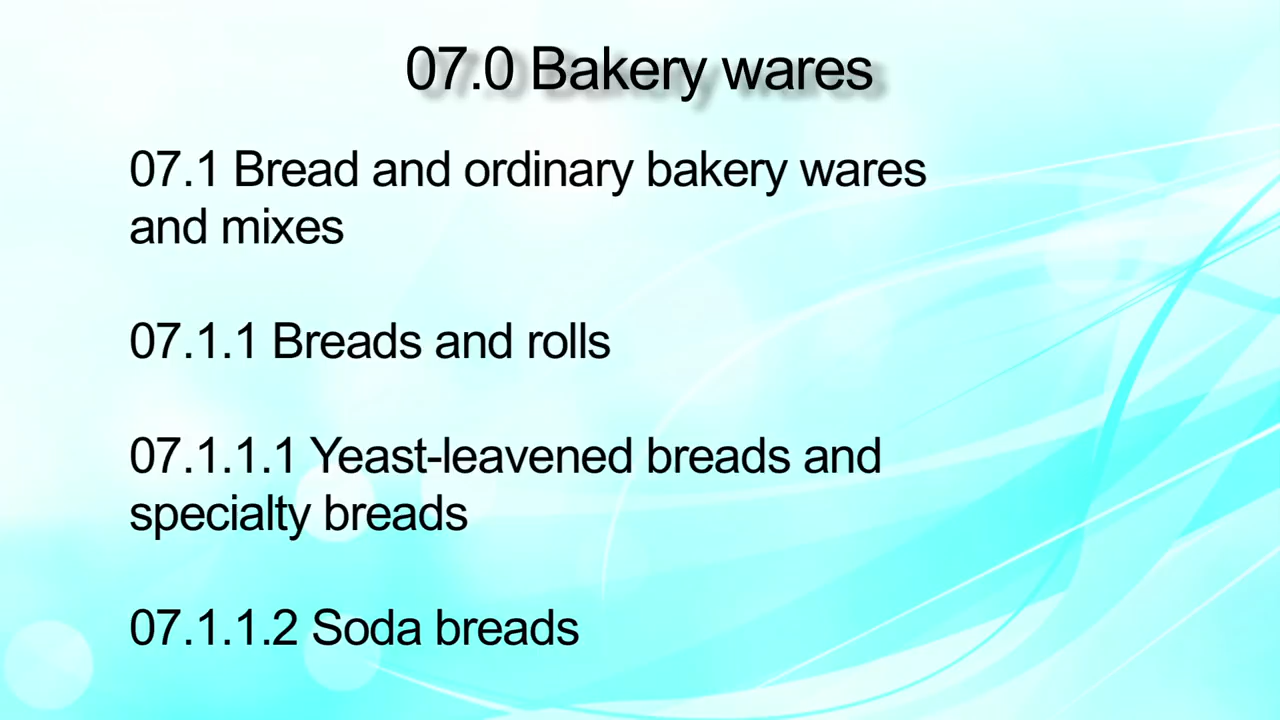 07.0 Bakery wares
07.1 Bread and ordinary bakery wares
and mixes
07.1.1 Breads and rolls
07.1.1.1 Yeast-leavened breads and
specialty breads
07.1.1.2 Soda breads